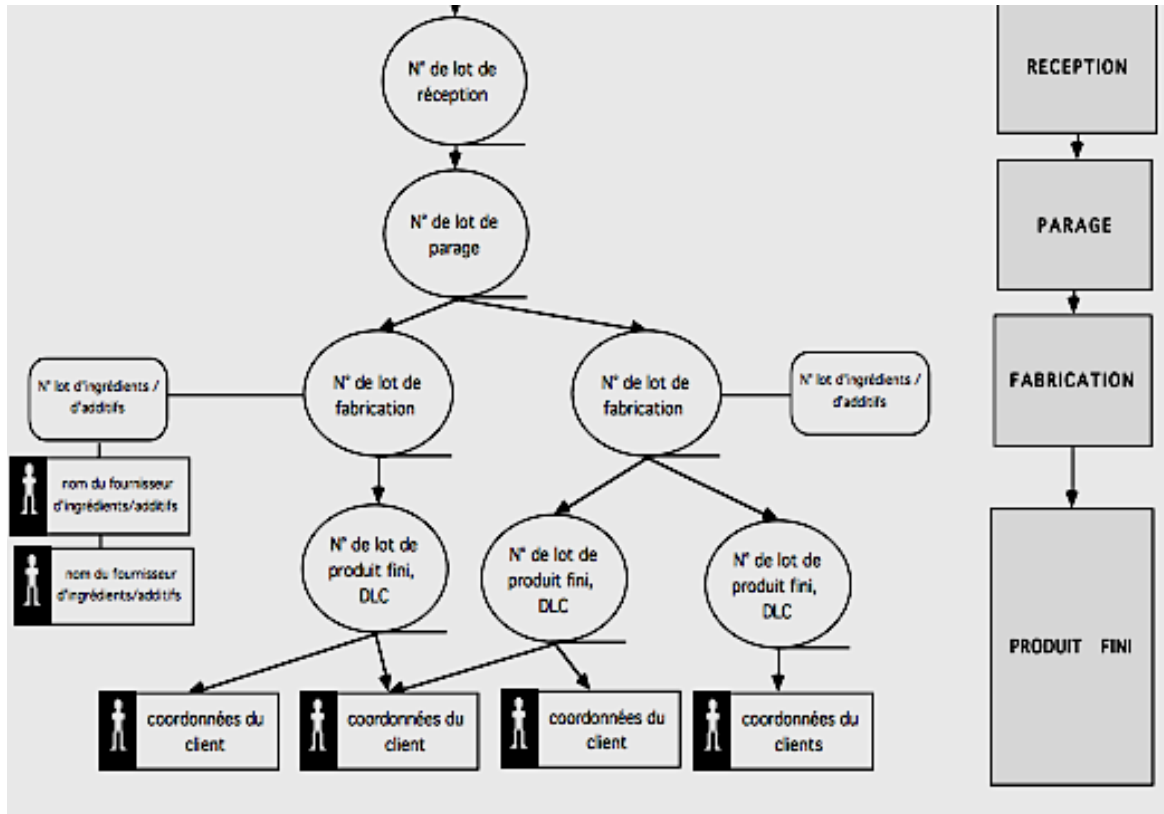 N° de lot de
réception
RECEPTION
N° de lot de
parage
PARAGE
N° lot d'ingrédients /
d'additifs
N° de lot de
fabrication
N° de lot de
fabrication
N° lot d'ingrédients /
d'additifs
FABRICATION
nom du fournisseur
d'ingrédients/additifs
nom du fournisseur
d'ingrédients/additifs
N° de lot de
produit fini,
DLC
N° de lot de
produit fini,
DLC
N° de lot de
produit fini,
DLC
PRODUIT FINI
coordonnées du
client
coordonnées du
client
coordonnées du
client
coordonnées du
clients